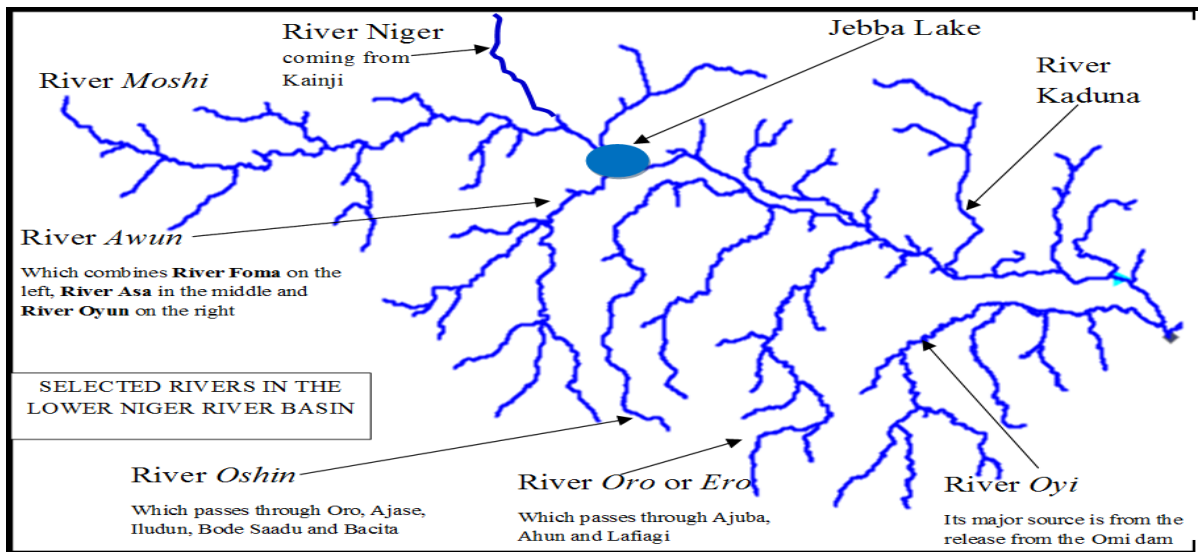 River Niger
coming from
Kainji
Jebba Lake
River Moshi
River
Kaduna
River Awun
Which combines River Foma on the
left, River Asa in the middle and
River Oyun on the right
SELECTED RIVERS IN THE
LOWER NIGER RIVER BASIN
River Oshin
Which passes through Oro, Ajase,
Iludun, Bode Saadu and Bacita
River Oro or Ero
Which passes through Ajuba,
Ahun and Lafiagi
River Oyi
Its major source is from the
release from the Omi dam